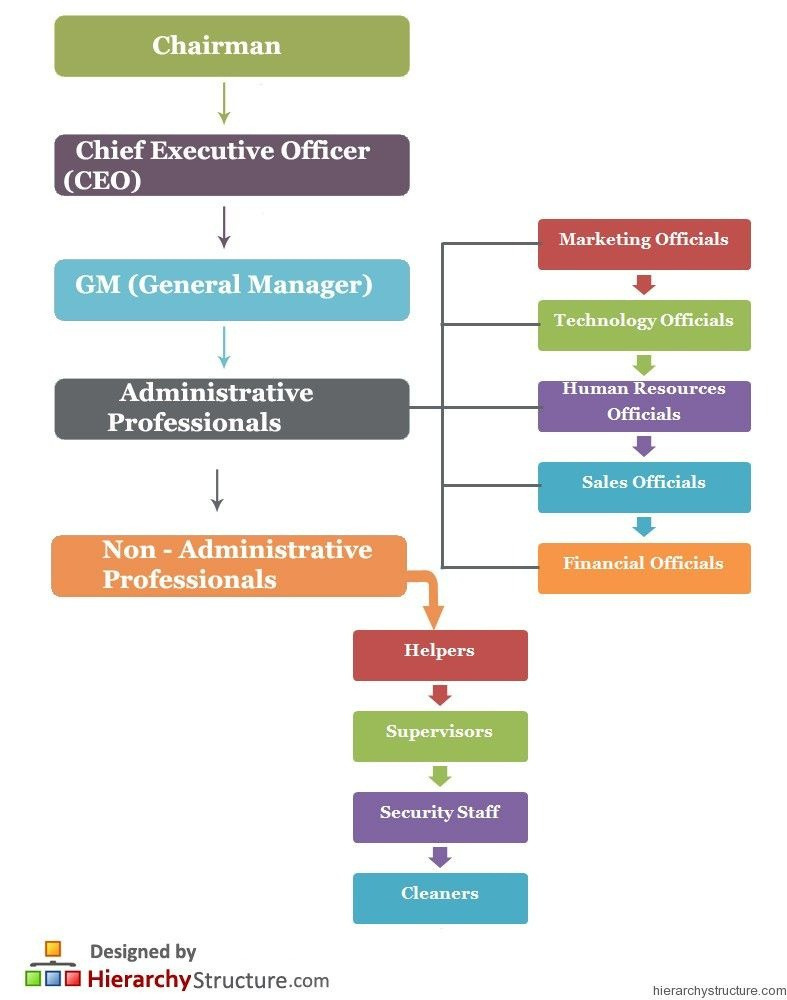 Chairman
Chief Executive Officer
(CEO)
GM (General Manager)
Administrative
Professionals
Non - Administrative
Professionals
Marketing Officials
Technology Officials
Human Resources
Officials
Sales Officials
Financial Officials
Helpers
Supervisors
Security Staff
Cleaners
Designed by
HierarchyStructure.com
hierarchystructure.com